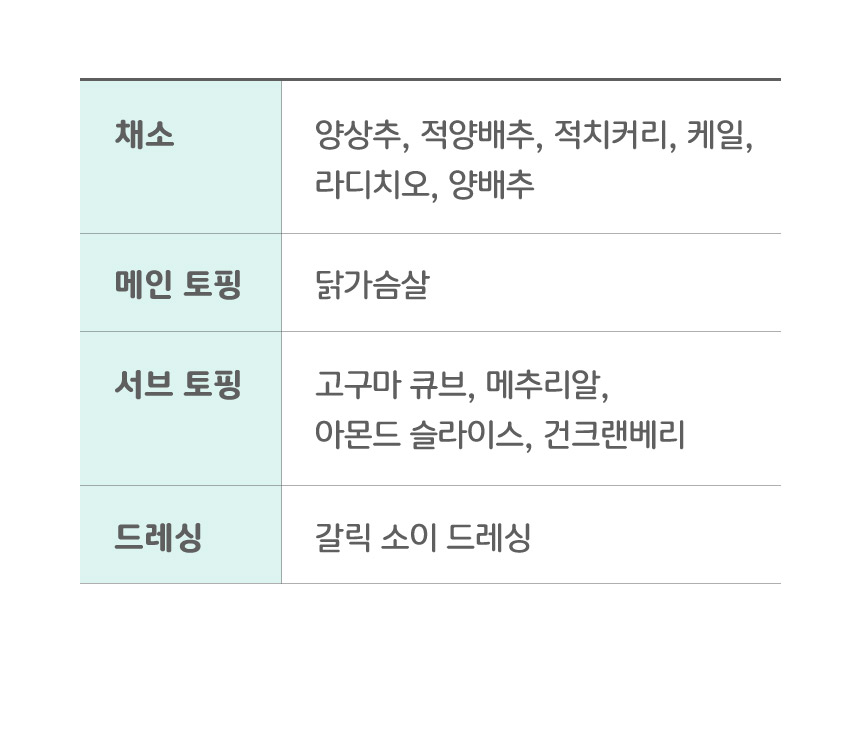 채소
양상추, 적양배추, 적치커리, 케일,
라디치오, 양배추
메인 토핑
닭가슴살
서브 토핑
고구마 큐브, 메추리알,
아몬드 슬라이스, 건크랜베리
드레싱
갈릭 소이 드레싱